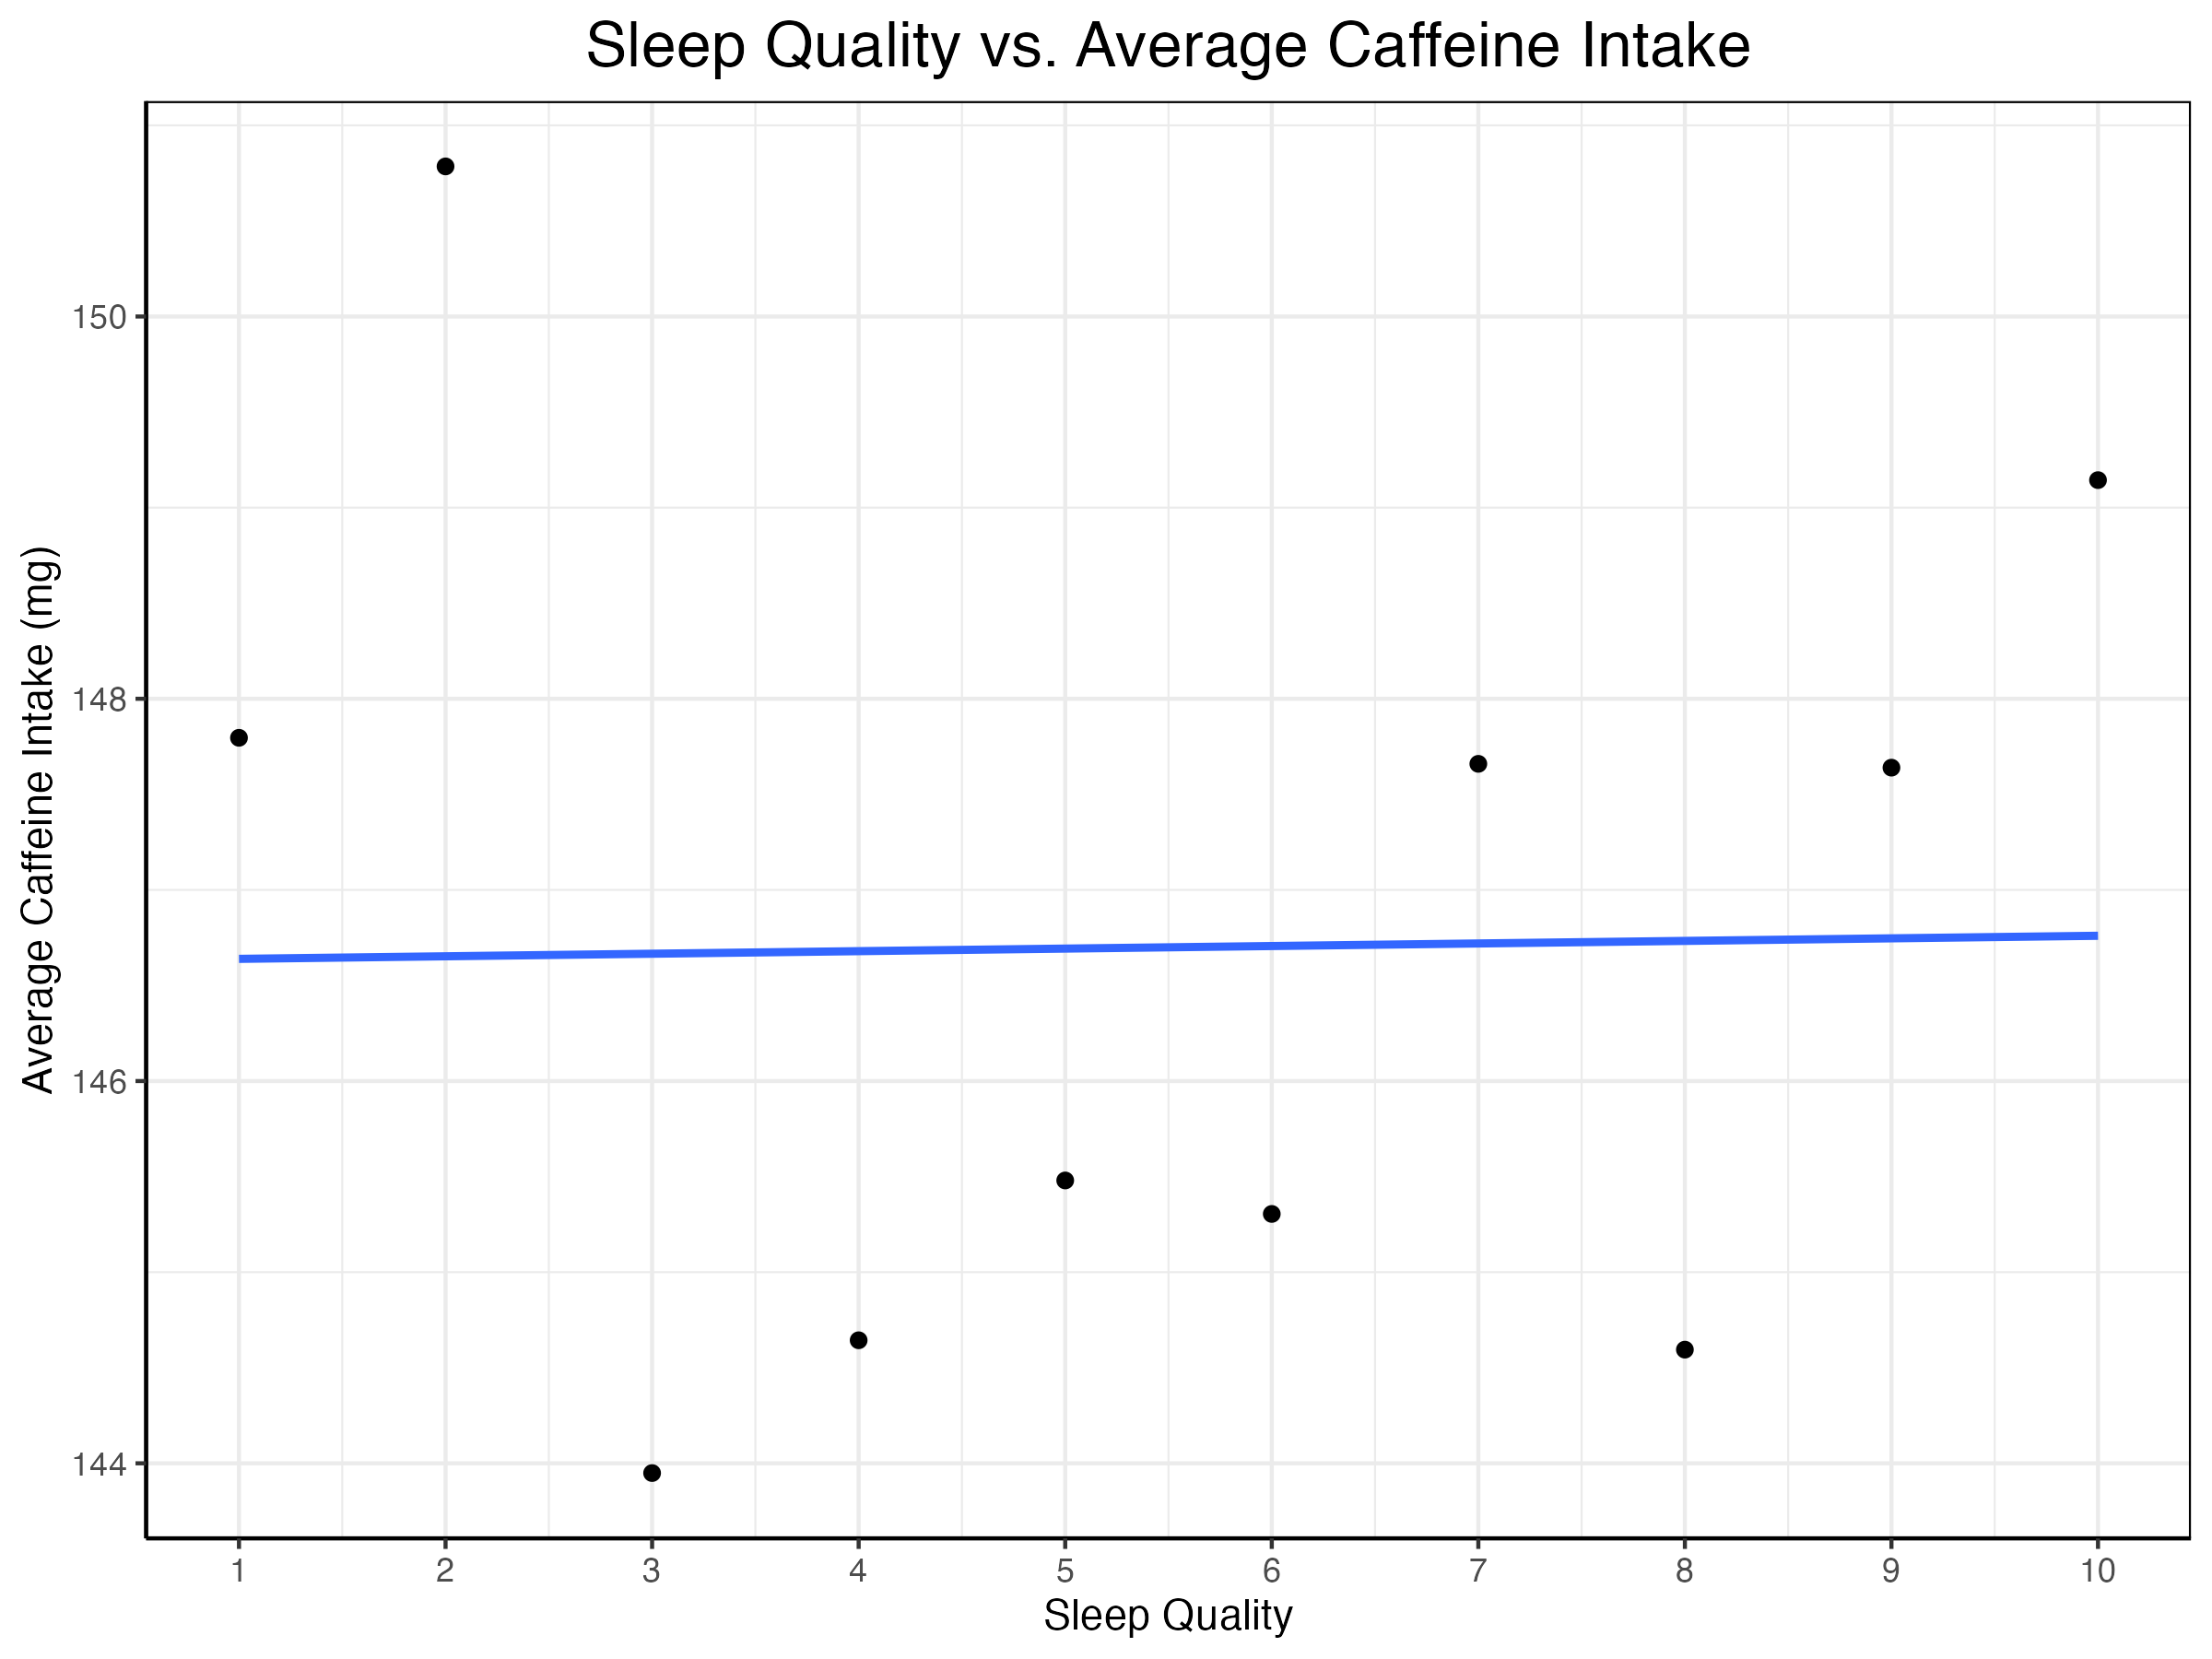 Sleep Quality vs. Average Caffeine Intake
Average Caffeine Intake (mg)
150
148
146
144
1 2 3 4 5 6 7 8 9 10
Sleep Quality